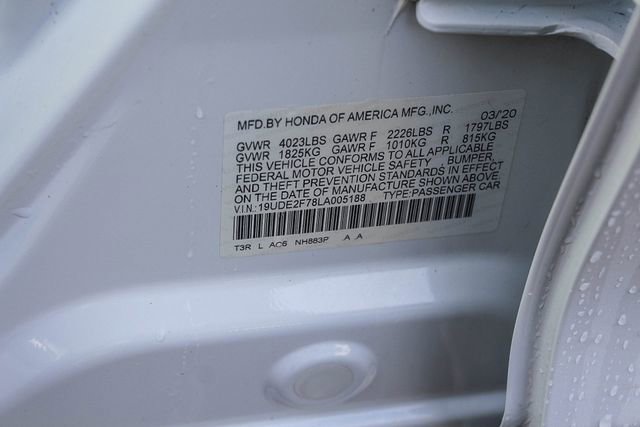 MFD.BY HONDA OF AMERICA MFG.,INC. 03/'20
GVWR 4023LBS GAWR F 2226LBS R 1797LBS
GVWR 1825KG GAWR F 1010KG R 815KG
THIS VEHICLE CONFORMS TO ALL APPLICABLE
FEDERAL MOTOR VEHICLE SAFETY BUMPER,
AND THEFT PREVENTION STANDARDS IN EFFECT
ON THE DATE OF MANUFACTURE SHOWN ABOVE.
V.I.N.:19UDE2F78LA005188 TYPE:PASSENGER CAR
T3R L AC6 NH883P A A